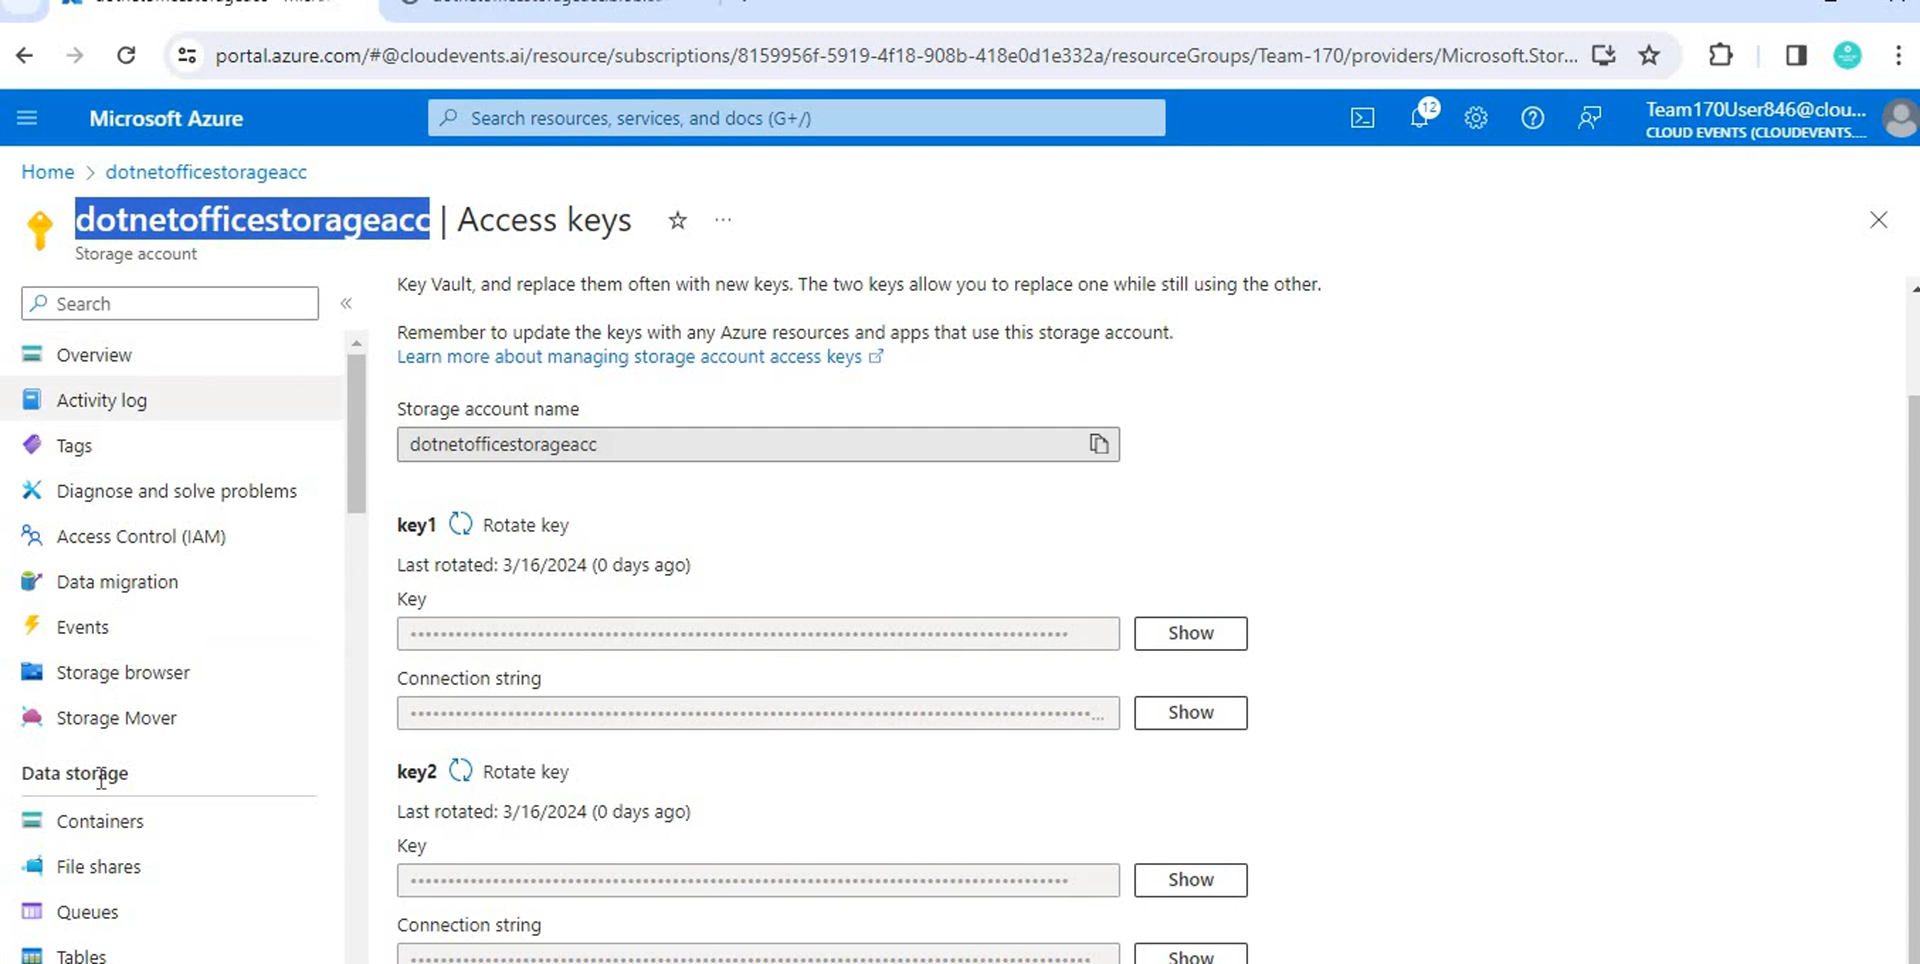 portal.azure.com/#@cloudevents.ai/resource/subscriptions/8159956f-5919-4f18-908b-418e0d1e332a/resourceGroups/Team-170/providers/Microsoft.Stor...
Microsoft Azure
Search resources, services, and docs (G+/)
12
Team170User846@clou...
CLOUD EVENTS (CLOUDEVENTS....
Home > dotnetofficestorageacc
dotnetofficestorageacc | Access keys
Storage account
Search
Overview
Activity log
Tags
Diagnose and solve problems
Access Control (IAM)
Data migration
Events
Storage browser
Storage Mover
Data storage
Containers
File shares
Queues
Tables
Key Vault, and replace them often with new keys. The two keys allow you to replace one while still using the other.
Remember to update the keys with any Azure resources and apps that use this storage account.
Learn more about managing storage account access keys
Storage account name
dotnetofficestorageacc
key1 Rotate key
Last rotated: 3/16/2024 (0 days ago)
Key
Show
Connection string
Show
key2 Rotate key
Last rotated: 3/16/2024 (0 days ago)
Key
Show
Connection string
Show